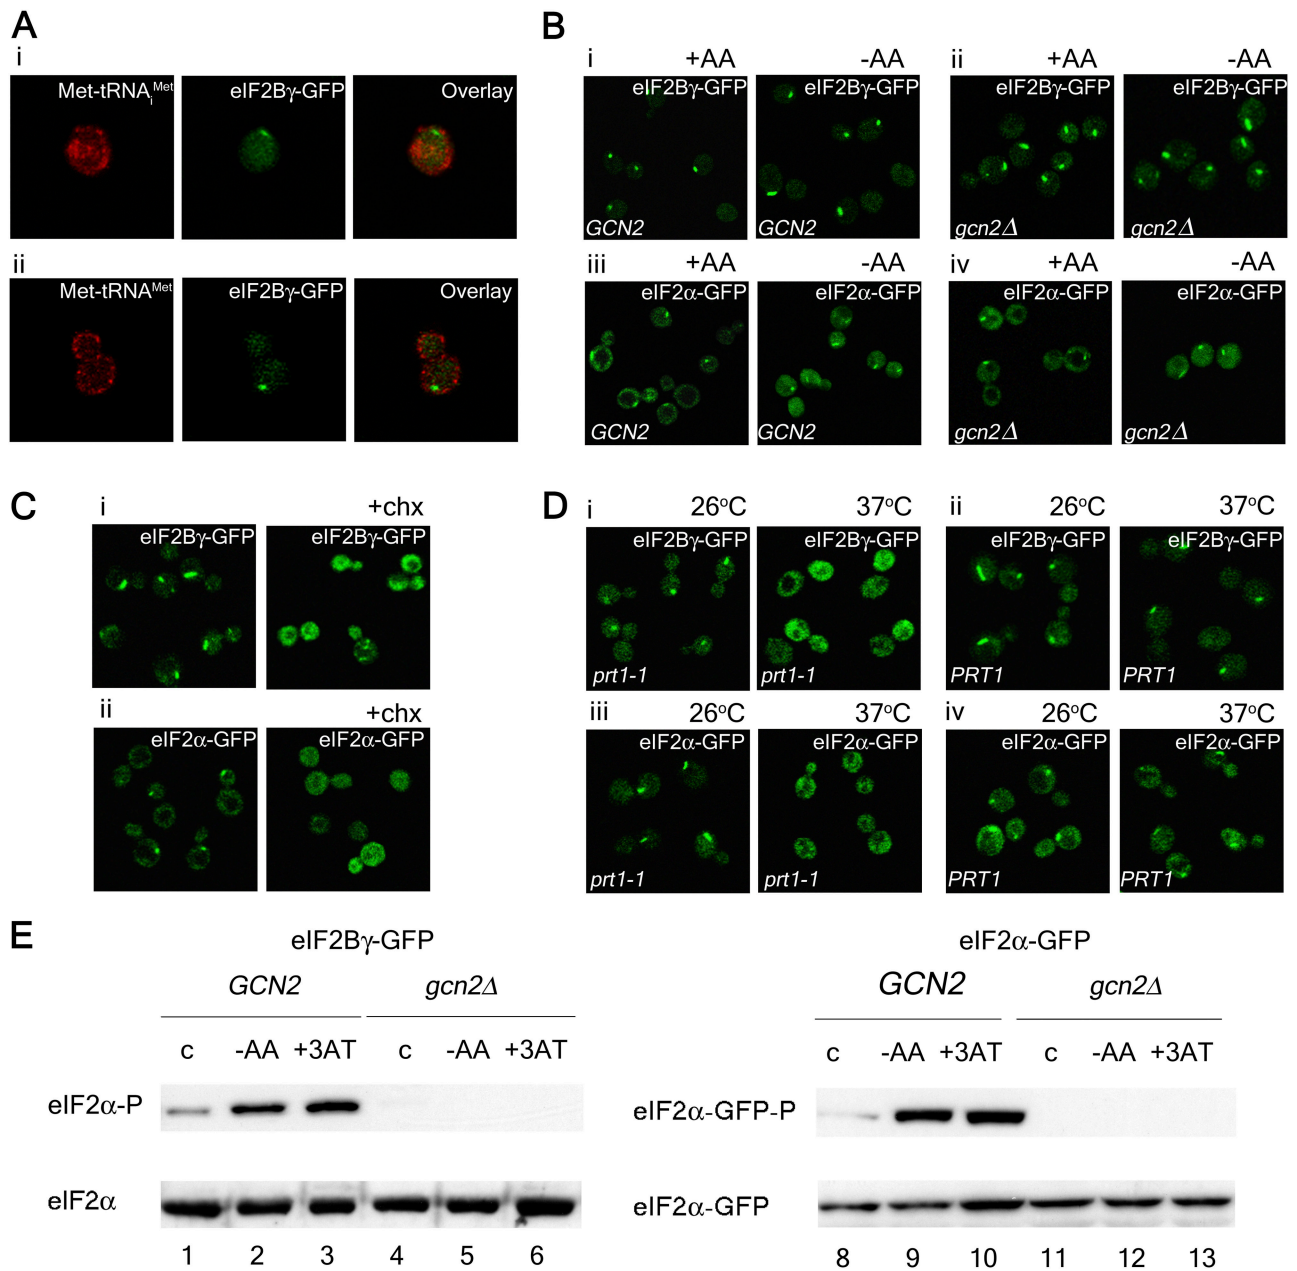 A
i
Met-tRNAiMet
eIF2Bγ-GFP
Overlay
ii
Met-tRNAMet
eIF2Bγ-GFP
Overlay
B
i +AA -AA
eIF2Bγ-GFP eIF2Bγ-GFP
GCN2 GCN2
ii +AA -AA
eIF2Bγ-GFP eIF2Bγ-GFP
gcn2Δ gcn2Δ
iii +AA -AA
eIF2α-GFP eIF2α-GFP
GCN2 GCN2
iv +AA -AA
eIF2α-GFP eIF2α-GFP
gcn2Δ gcn2Δ
C
i +chx
eIF2Bγ-GFP eIF2Bγ-GFP
ii +chx
eIF2α-GFP eIF2α-GFP
D
i 26°C 37°C
eIF2Bγ-GFP eIF2Bγ-GFP
prt1-1 prt1-1
ii 26°C 37°C
eIF2Bγ-GFP eIF2Bγ-GFP
PRT1 PRT1
iii 26°C 37°C
eIF2α-GFP eIF2α-GFP
prt1-1 prt1-1
iv 26°C 37°C
eIF2α-GFP eIF2α-GFP
PRT1 PRT1
E
eIF2Bγ-GFP
GCN2 gcn2Δ
c -AA +3AT c -AA +3AT
eIF2α-P
eIF2α
1 2 3 4 5 6
eIF2α-GFP
GCN2 gcn2Δ
c -AA +3AT c -AA +3AT
eIF2α-GFP-P
eIF2α-GFP
8 9 10 11 12 13